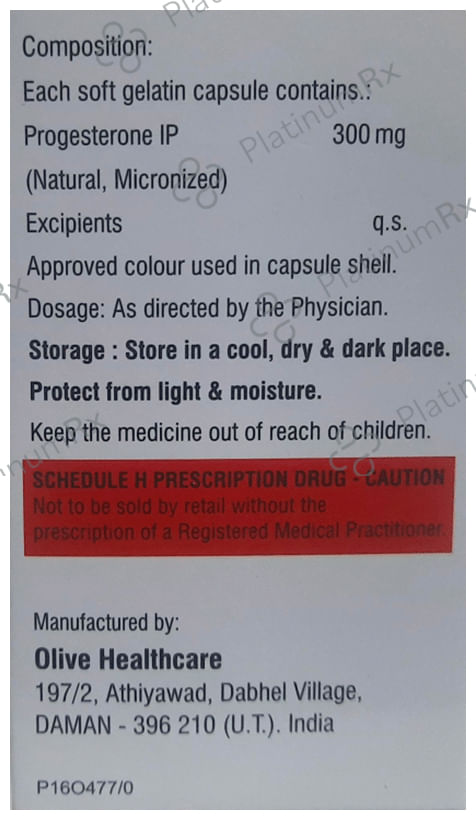 Composition:
Each soft gelatin capsule contains.:
Progesterone IP 300 mg
(Natural, Micronized)
Excipients q.s.
Approved colour used in capsule shell.
Dosage: As directed by the Physician.
Storage : Store in a cool, dry & dark place.
Protect from light & moisture.
Keep the medicine out of reach of children.
SCHEDULE H PRESCRIPTION DRUG - CAUTION
Not to be sold by retail without the
prescription of a Registered Medical Practitioner.
Manufactured by:
Olive Healthcare
197/2, Athiyawad, Dabhel Village,
DAMAN - 396 210 (U.T.). India
P16O477/0
PlatinumRx
PlatinumRx